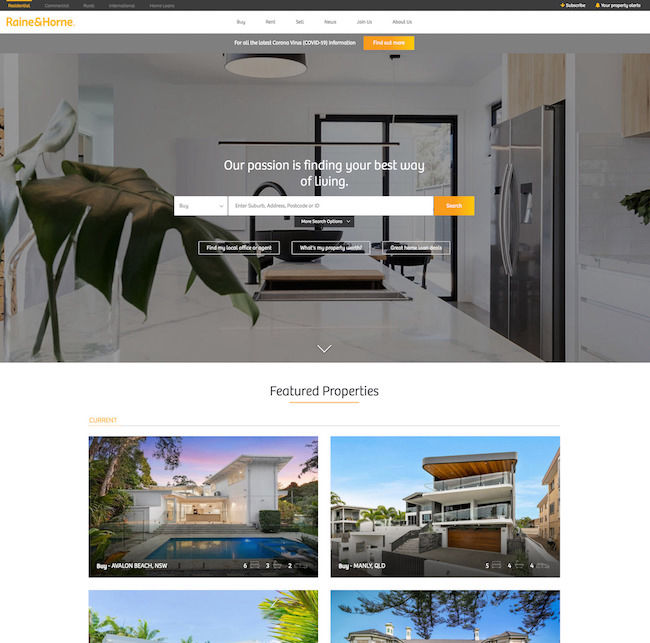 Residential Commercial Rurals International Home Loans Subscribe Your property alerts
Raine&Horne.
Buy Rent Sell News Join Us About Us
For all the latest Corona Virus (COVID-19) information Find out more
Our passion is finding your best way
of living.
Buy Enter Suburb, Address, Postcode or ID Search
More Search Options
Find my local office or agent What's my property worth? Great home loan deals
Featured Properties
CURRENT
Buy - AVALON BEACH, NSW 6 3 2
Buy - MANLY, QLD 5 4 4